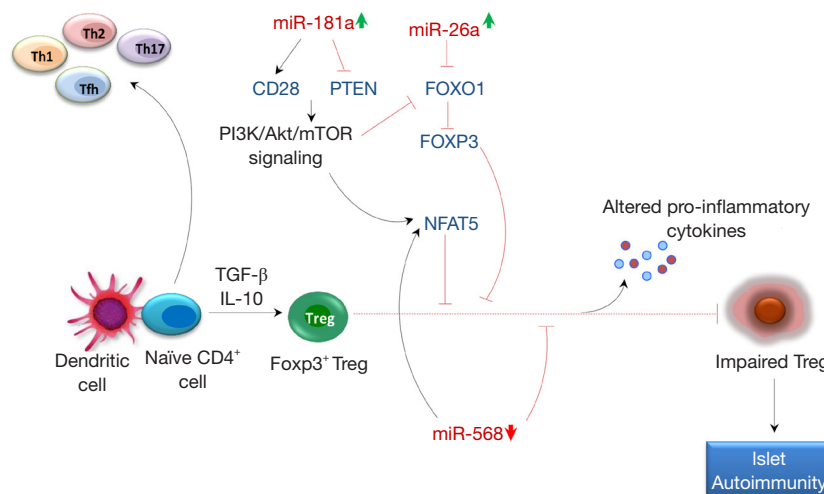 miR-181a
miR-26a
Th2
Th1
Th17
Tfh
CD28
PTEN
FOXO1
PI3K/Akt/mTOR
signaling
FOXP3
NFAT5
Altered pro-inflammatory
cytokines
TGF-β
IL-10
Treg
Dendritic
cell
Naïve CD4⁺
cell
Foxp3⁺ Treg
Impaired Treg
miR-568
Islet
Autoimmunity